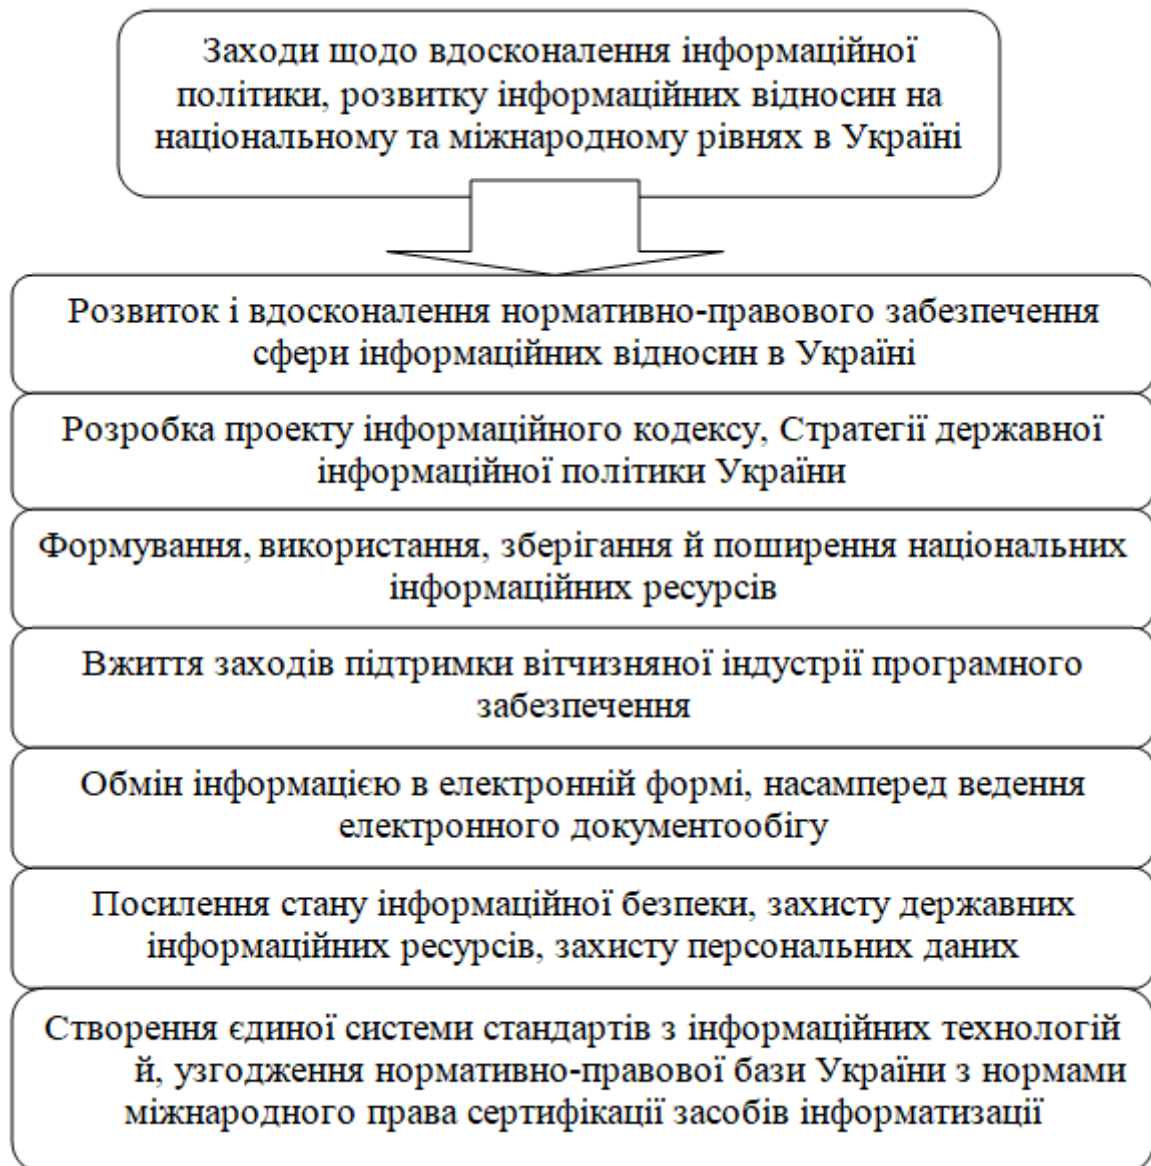 Заходи щодо вдосконалення інформаційної
політики, розвитку інформаційних відносин на
національному та міжнародному рівнях в Україні
Розвиток і вдосконалення нормативно-правового забезпечення
сфери інформаційних відносин в Україні
Розробка проекту інформаційного кодексу, Стратегії державної
інформаційної політики України
Формування, використання, зберігання й поширення національних
інформаційних ресурсів
Вжиття заходів підтримки вітчизняної індустрії програмного
забезпечення
Обмін інформацією в електронній формі, насамперед ведення
електронного документообігу
Посилення стану інформаційної безпеки, захисту державних
інформаційних ресурсів, захисту персональних даних
Створення єдиної системи стандартів з інформаційних технологій
й, узгодження нормативно-правової бази України з нормами
міжнародного права сертифікації засобів інформатизації